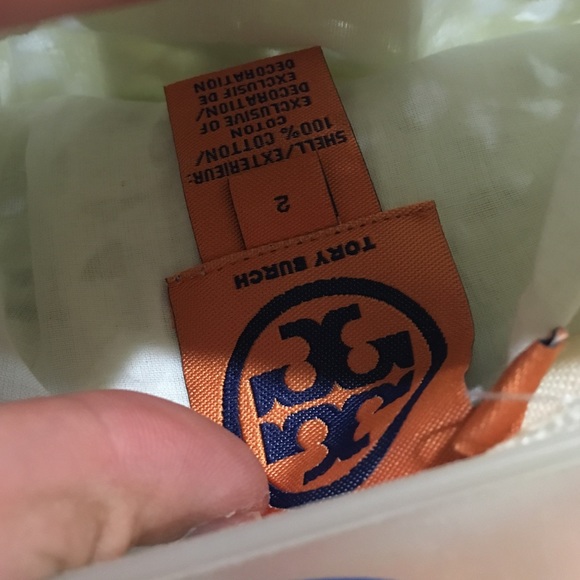 TORY BURCH
2
SHELL/EXTERIEUR:
100% COTTON/
COTON
EXCLUSIVE OF
DECORATION/
EXCLUSIF DE
DECORATION